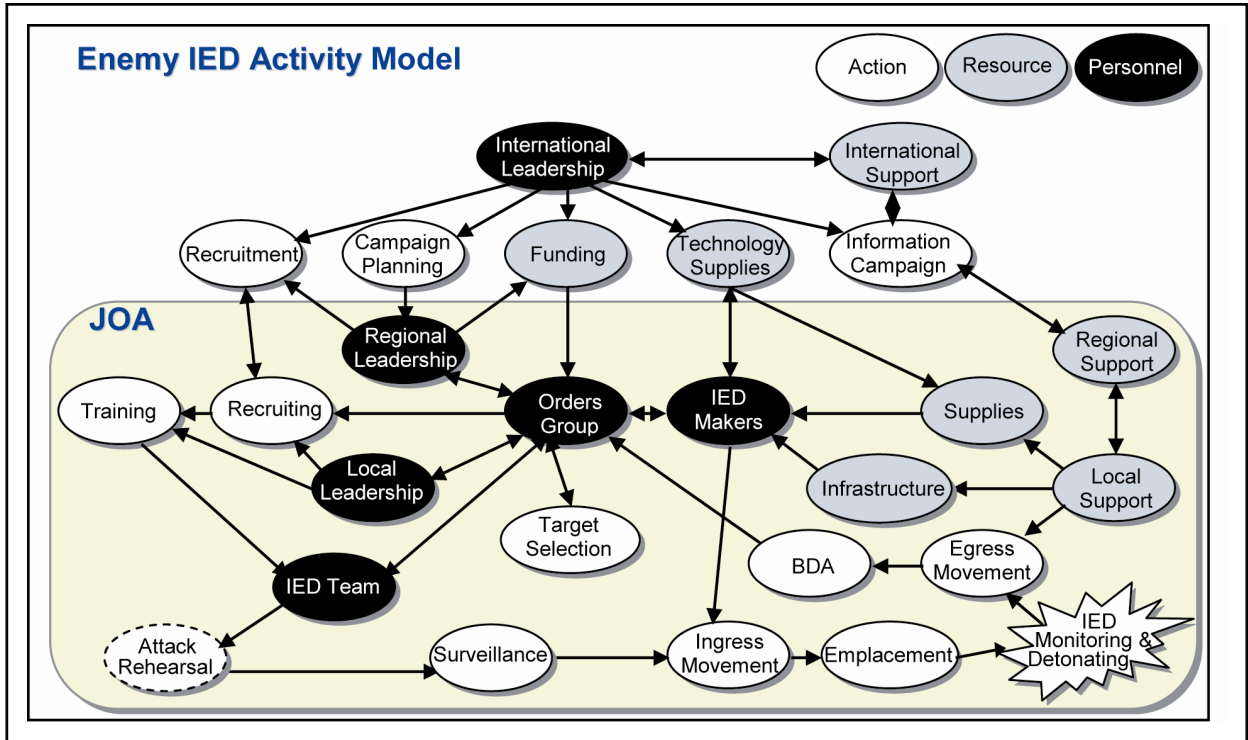 Enemy IED Activity Model
Action
Resource
Personnel
International
Leadership
International
Support
Recruitment
Campaign
Planning
Funding
Technology
Supplies
Information
Campaign
JOA
Regional
Leadership
Regional
Support
Training
Recruiting
Orders
Group
IED
Makers
Supplies
Local
Leadership
Target
Selection
Infrastructure
Local
Support
IED Team
BDA
Egress
Movement
Attack
Rehearsal
Surveillance
Ingress
Movement
Emplacement
IED
Monitoring &
Detonating